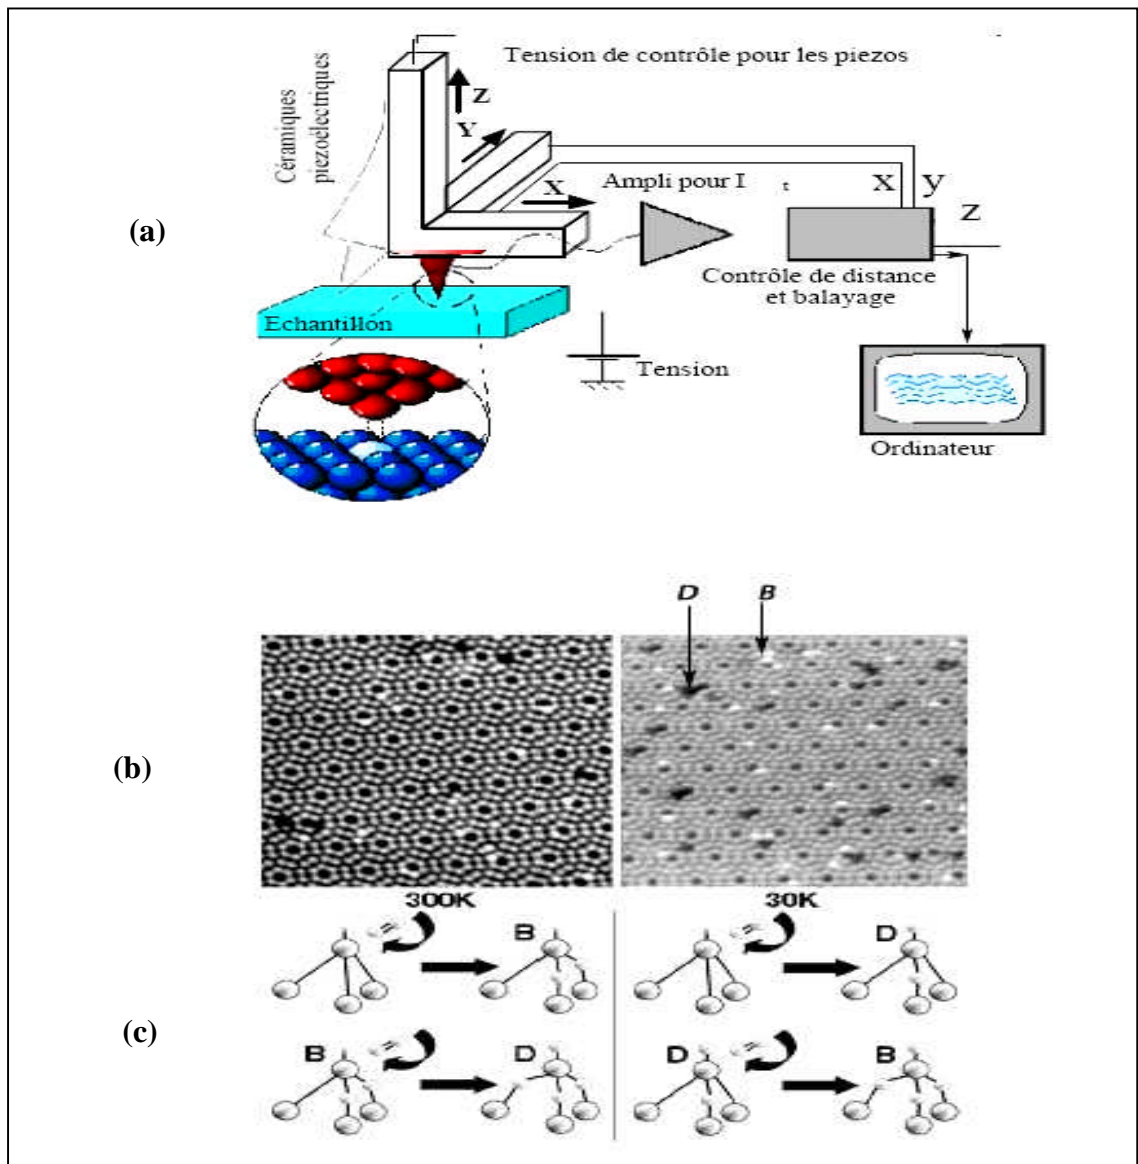 Tension de contrôle pour les piezos
Céramiques
piezoëlectriques
Z
Y
X
Ampli pour I t
X y
Z
(a)
Contrôle de distance
et balayage
Echantillon
Tension
Ordinateur
D B
(b)
300K 30K
B D
(c)
B D D B